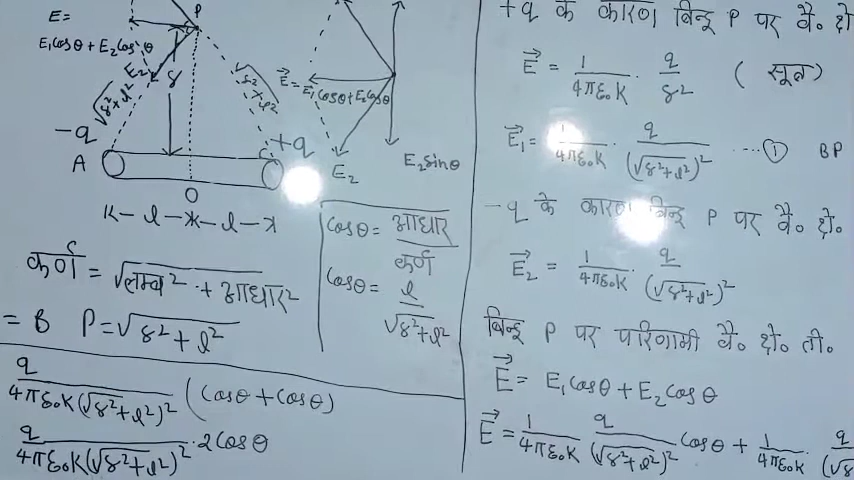 E=
E₁cosθ + E₂cosθ
E₂
P
r
√r²+l²
√r²+l²
-q
+q
A
O
K - l - * - l - x
E⃗=E₁cosθ+E₂cosθ
E₂
E₂sinθ
cosθ = आधार / कर्ण
cosθ = l / √r²+l²
कर्ण = √लम्ब² + आधार²
= B P = √r² + l²
q / 4πε₀K(√r²+l²)² (cosθ + cosθ)
q / 4πε₀K(√r²+l²)² · 2cosθ
+q के कारण बिन्दु P पर वै० क्षे
E⃗ = 1/4πε₀K · q/r² ( सूत्र )
E⃗₁ = 1/4πε₀K · q/(√r²+l²)² ....① BP
-q के कारण बिन्दु P पर वै० क्षे०
E⃗₂ = 1/4πε₀K · q/(√r²+l²)²
बिन्दु P पर परिणामी वै० क्षे० ती०
E⃗ = E₁cosθ + E₂cosθ
E⃗ = 1/4πε₀K q/(√r²+l²)² cosθ + 1/4πε₀K · q/(√r